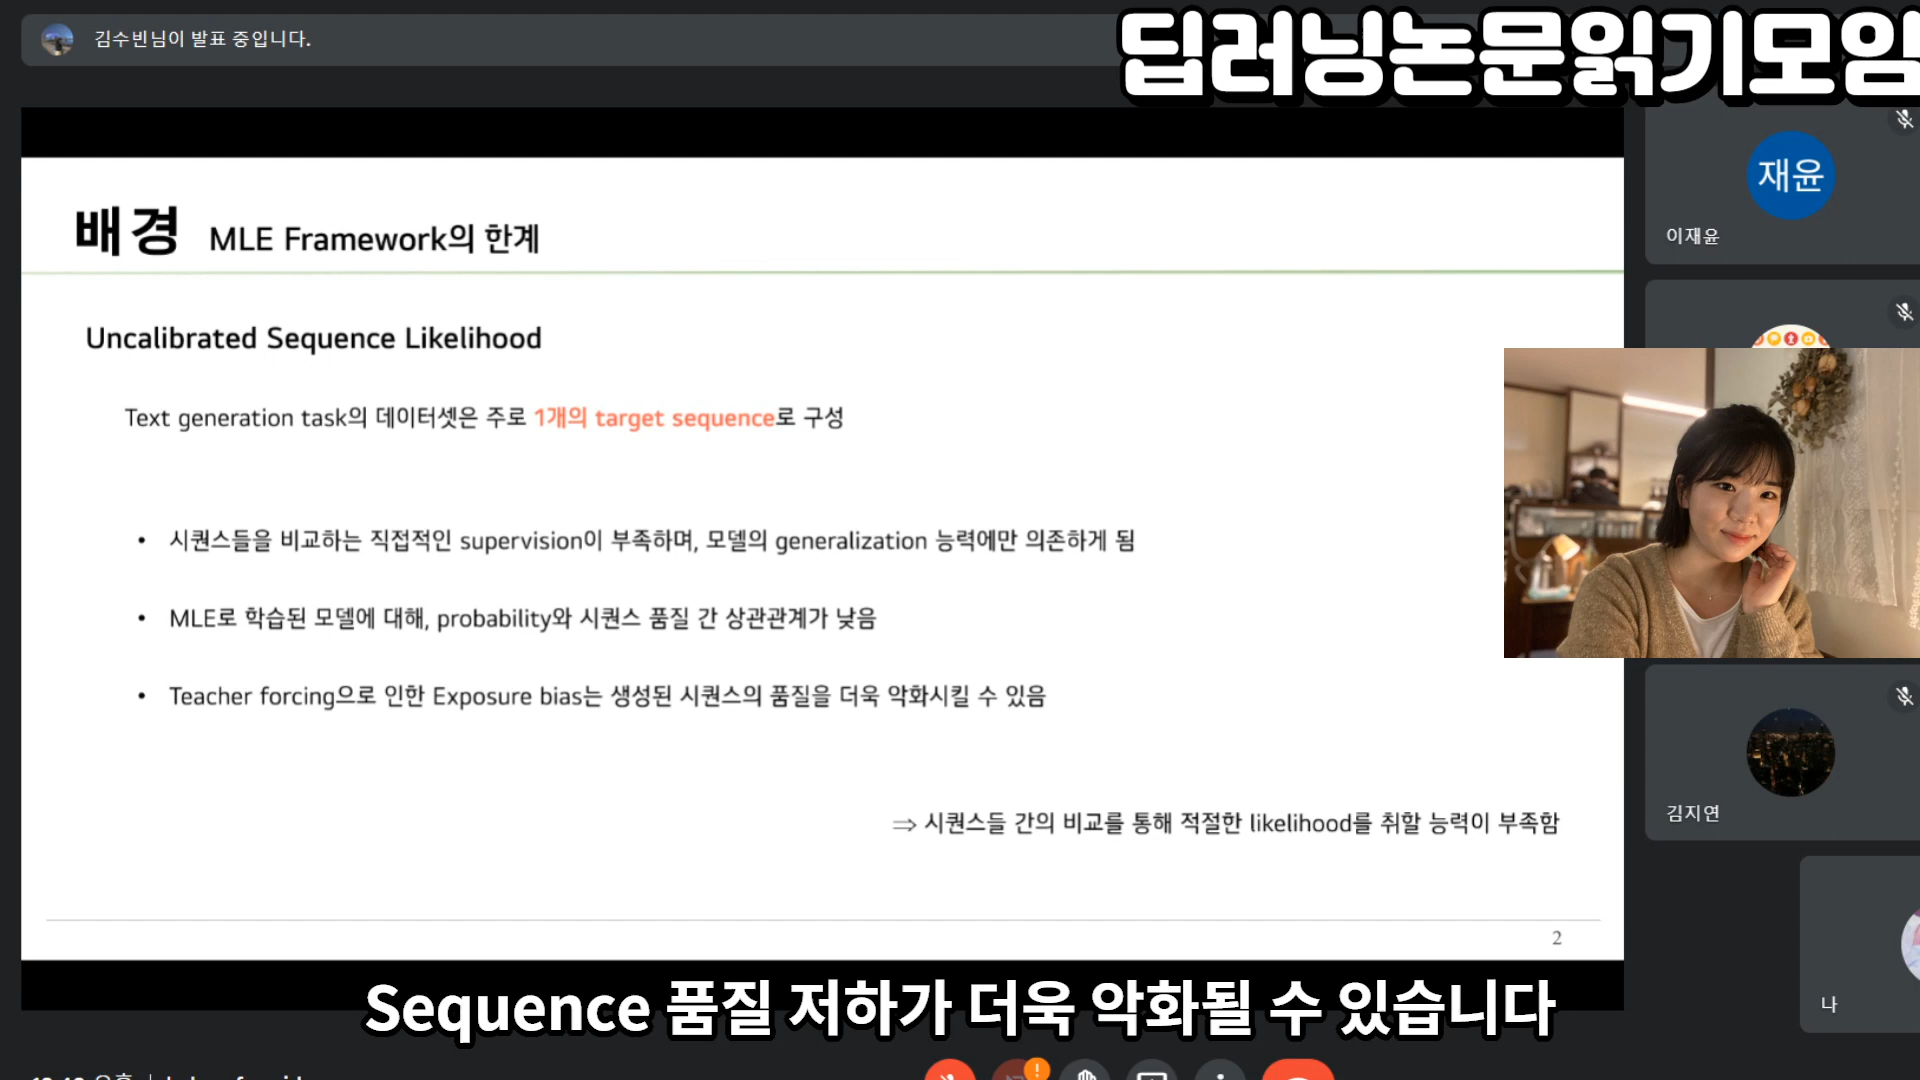 김수빈님이 발표 중입니다.
딥러닝논문읽기모임
재윤
이재윤
배경 MLE Framework의 한계
Uncalibrated Sequence Likelihood
Text generation task의 데이터셋은 주로 1개의 target sequence로 구성
• 시퀀스들을 비교하는 직접적인 supervision이 부족하며, 모델의 generalization 능력에만 의존하게 됨
• MLE로 학습된 모델에 대해, probability와 시퀀스 품질 간 상관관계가 낮음
• Teacher forcing으로 인한 Exposure bias는 생성된 시퀀스의 품질을 더욱 악화시킬 수 있음
⇒ 시퀀스들 간의 비교를 통해 적절한 likelihood를 취할 능력이 부족함
2
김지연
나
Sequence 품질 저하가 더욱 악화될 수 있습니다